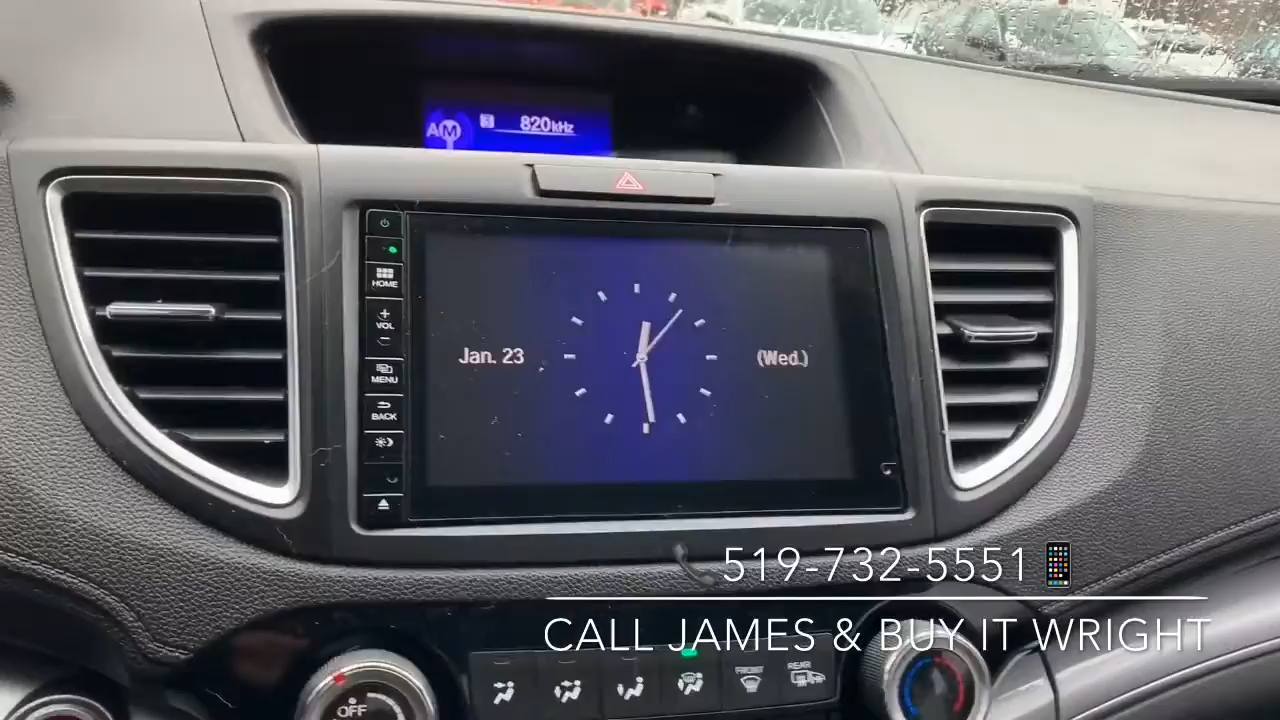 AM 3 820kHz
HOME
VOL
MENU
BACK
Jan. 23
(Wed.)
519-732-5551
CALL JAMES & BUY IT WRIGHT
OFF
FRONT
REAR